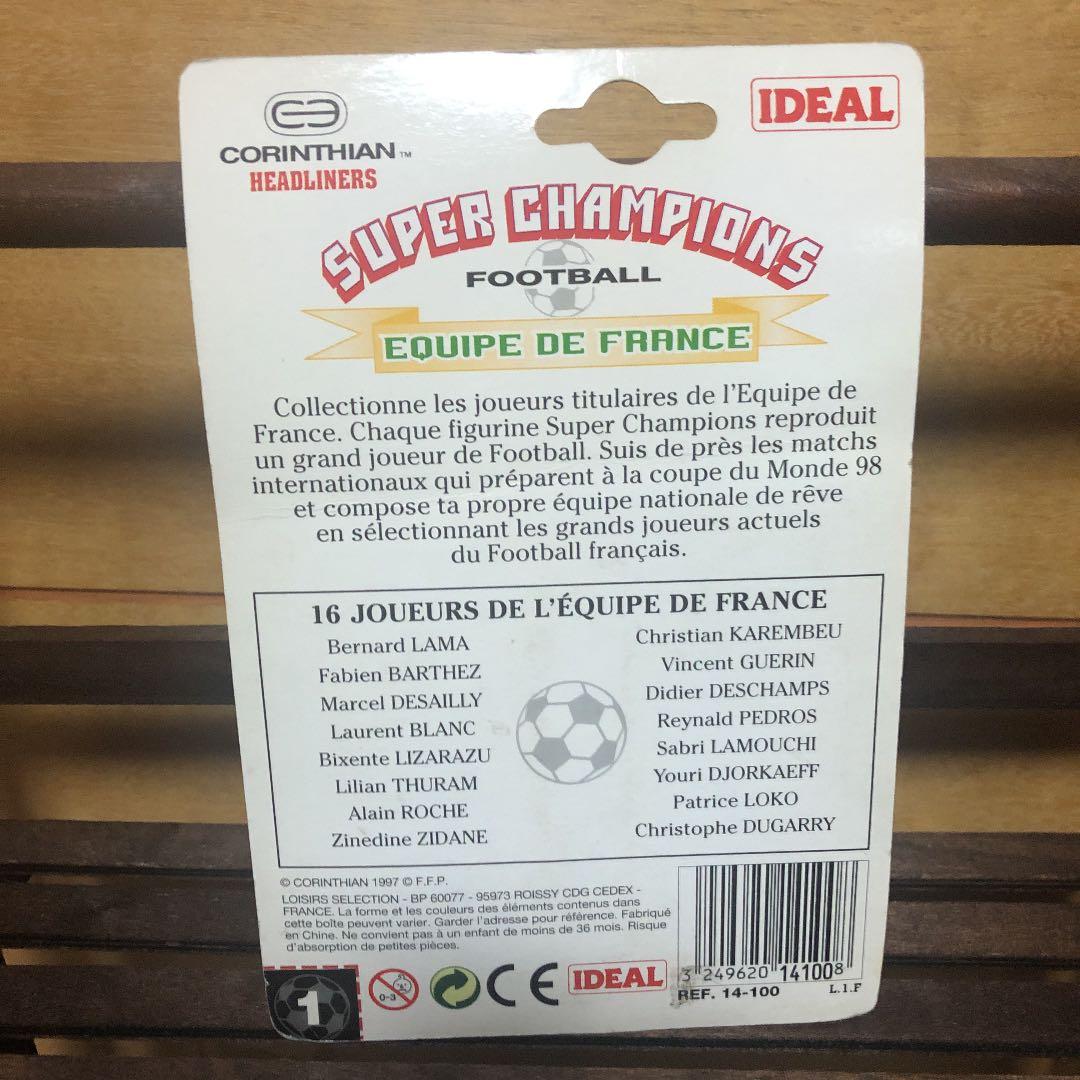 CORINTHIAN™
HEADLINERS
IDEAL
SUPER CHAMPIONS
FOOTBALL
EQUIPE DE FRANCE
Collectionne les joueurs titulaires de l'Equipe de
France. Chaque figurine Super Champions reproduit
un grand joueur de Football. Suis de près les matchs
internationaux qui préparent à la coupe du Monde 98
et compose ta propre équipe nationale de rêve
en sélectionnant les grands joueurs actuels
du Football français.
16 JOUEURS DE L'ÉQUIPE DE FRANCE
Bernard LAMA
Fabien BARTHEZ
Marcel DESAILLY
Laurent BLANC
Bixente LIZARAZU
Lilian THURAM
Alain ROCHE
Zinedine ZIDANE
Christian KAREMBEU
Vincent GUERIN
Didier DESCHAMPS
Reynald PEDROS
Sabri LAMOUCHI
Youri DJORKAEFF
Patrice LOKO
Christophe DUGARRY
© CORINTHIAN 1997 © F.F.P.
LOISIRS SELECTION - BP 60077 - 95973 ROISSY CDG CEDEX -
FRANCE. La forme et les couleurs des éléments contenus dans
cette boîte peuvent varier. Garder l'adresse pour référence. Fabriqué
en Chine. Ne convient pas à un enfant de moins de 36 mois. Risque
d'absorption de petites pièces.
1
0-3
CE
IDEAL
3 249620 141008
REF. 14-100
L.I.F